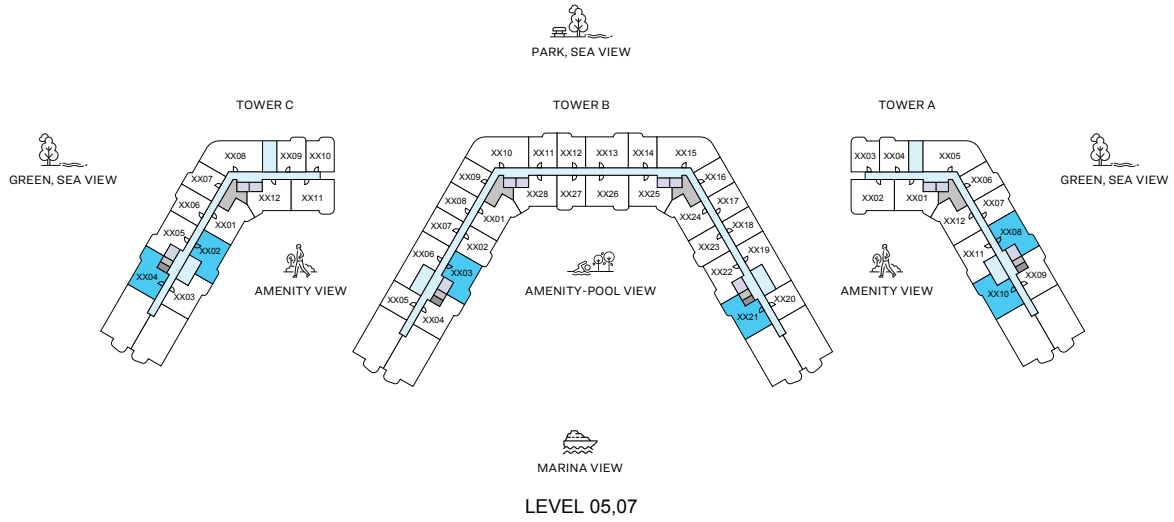 PARK, SEA VIEW
TOWER C
TOWER B
TOWER A
GREEN, SEA VIEW
GREEN, SEA VIEW
XX08
XX09
XX10
XX07
XX06
XX05
XX04
XX12
XX11
XX01
XX02
XX03
XX10
XX11
XX12
XX13
XX14
XX15
XX09
XX08
XX07
XX06
XX05
XX28
XX27
XX26
XX25
XX01
XX02
XX03
XX04
XX16
XX17
XX18
XX19
XX20
XX24
XX23
XX22
XX21
XX03
XX04
XX05
XX02
XX01
XX06
XX07
XX08
XX09
XX12
XX11
XX10
AMENITY VIEW
AMENITY-POOL VIEW
AMENITY VIEW
MARINA VIEW
LEVEL 05,07